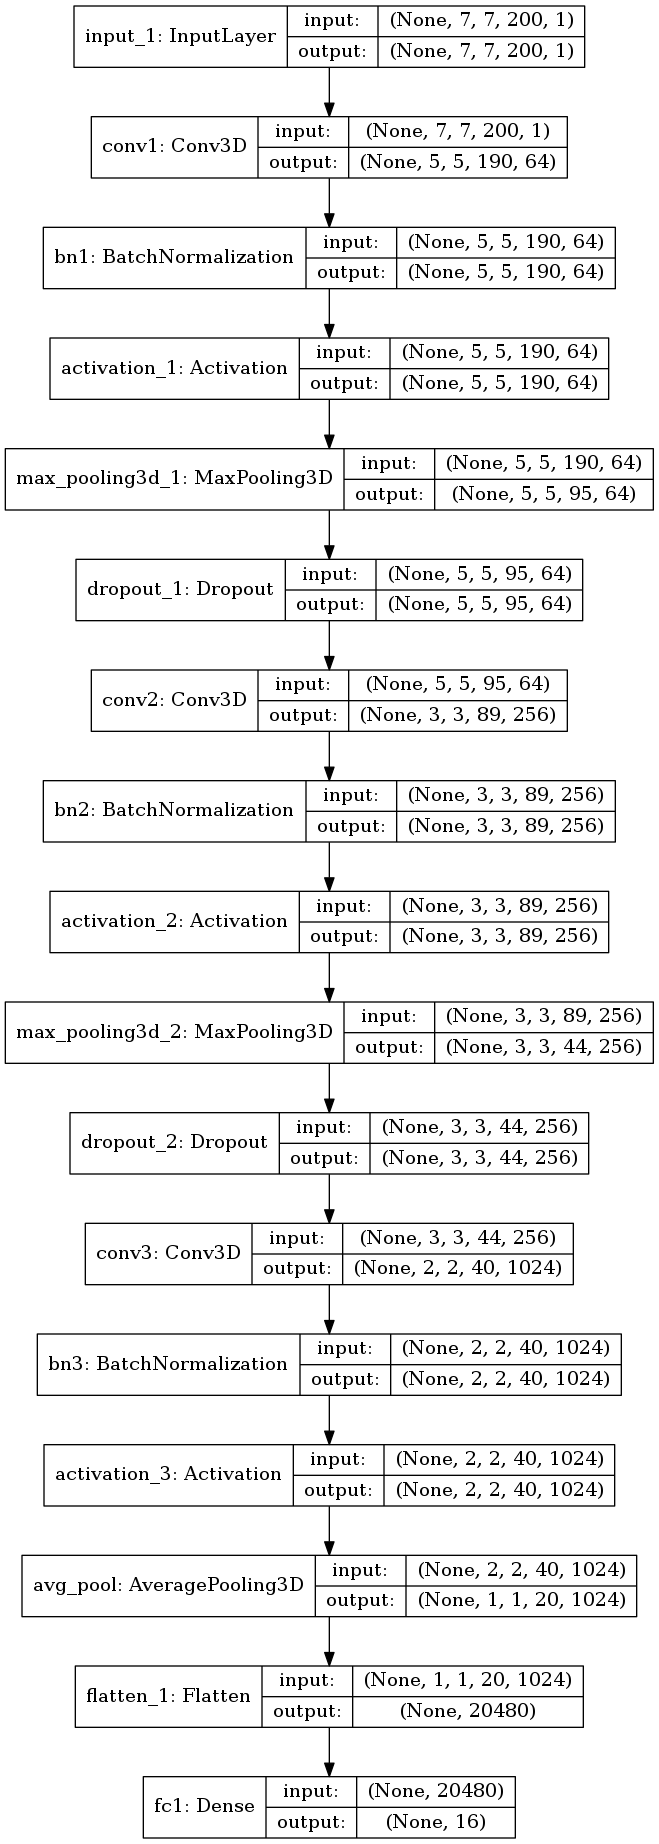 input_1: InputLayer
input: (None, 7, 7, 200, 1)
output: (None, 7, 7, 200, 1)
conv1: Conv3D
input: (None, 7, 7, 200, 1)
output: (None, 5, 5, 190, 64)
bn1: BatchNormalization
input: (None, 5, 5, 190, 64)
output: (None, 5, 5, 190, 64)
activation_1: Activation
input: (None, 5, 5, 190, 64)
output: (None, 5, 5, 190, 64)
max_pooling3d_1: MaxPooling3D
input: (None, 5, 5, 190, 64)
output: (None, 5, 5, 95, 64)
dropout_1: Dropout
input: (None, 5, 5, 95, 64)
output: (None, 5, 5, 95, 64)
conv2: Conv3D
input: (None, 5, 5, 95, 64)
output: (None, 3, 3, 89, 256)
bn2: BatchNormalization
input: (None, 3, 3, 89, 256)
output: (None, 3, 3, 89, 256)
activation_2: Activation
input: (None, 3, 3, 89, 256)
output: (None, 3, 3, 89, 256)
max_pooling3d_2: MaxPooling3D
input: (None, 3, 3, 89, 256)
output: (None, 3, 3, 44, 256)
dropout_2: Dropout
input: (None, 3, 3, 44, 256)
output: (None, 3, 3, 44, 256)
conv3: Conv3D
input: (None, 3, 3, 44, 256)
output: (None, 2, 2, 40, 1024)
bn3: BatchNormalization
input: (None, 2, 2, 40, 1024)
output: (None, 2, 2, 40, 1024)
activation_3: Activation
input: (None, 2, 2, 40, 1024)
output: (None, 2, 2, 40, 1024)
avg_pool: AveragePooling3D
input: (None, 2, 2, 40, 1024)
output: (None, 1, 1, 20, 1024)
flatten_1: Flatten
input: (None, 1, 1, 20, 1024)
output: (None, 20480)
fc1: Dense
input: (None, 20480)
output: (None, 16)